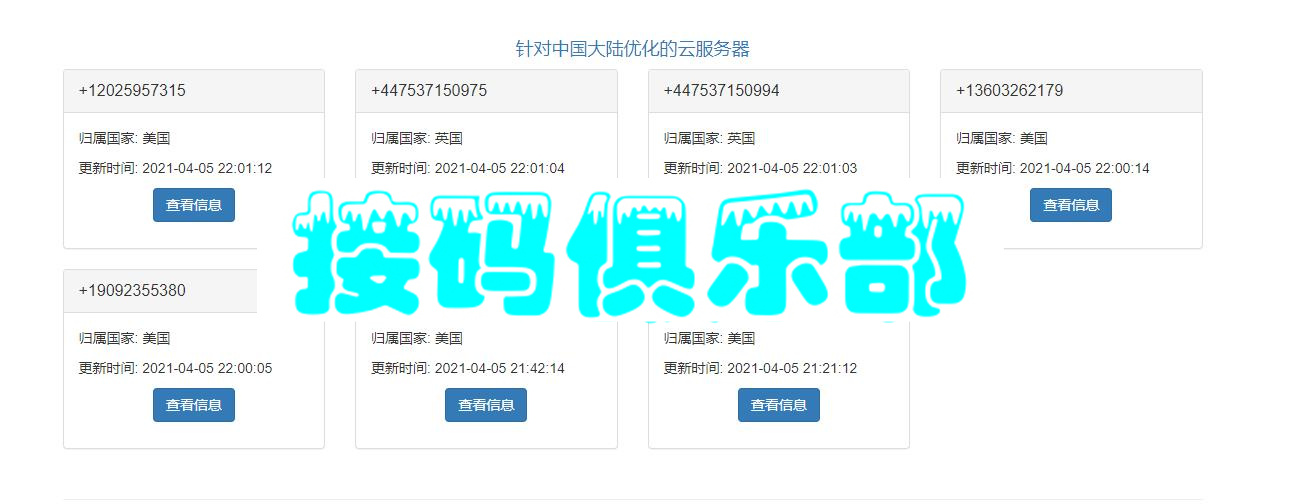 针对中国大陆优化的云服务器
+12025957315
+447537150975
+447537150994
+13603262179
归属国家: 美国
归属国家: 英国
归属国家: 英国
归属国家: 美国
更新时间: 2021-04-05 22:01:12
更新时间: 2021-04-05 22:01:04
更新时间: 2021-04-05 22:01:03
更新时间: 2021-04-05 22:00:14
查看信息
查看信息
接码俱乐部
+19092355380
归属国家: 美国
归属国家: 美国
归属国家: 美国
更新时间: 2021-04-05 22:00:05
更新时间: 2021-04-05 21:42:14
更新时间: 2021-04-05 21:21:12
查看信息
查看信息
查看信息